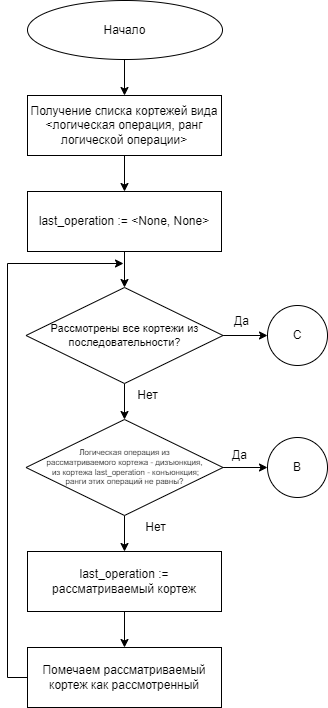 Начало
Получение списка кортежей вида
<логическая операция, ранг
логической операции>
last_operation := <None, None>
Рассмотрены все кортежи из
последовательности?
Да
C
Нет
Логическая операция из
рассматриваемого кортежа - дизъюнкция,
из кортежа last_operation - конъюнкция;
ранги этих операций не равны?
Да
B
Нет
last_operation :=
рассматриваемый кортеж
Помечаем рассматриваемый
кортеж как рассмотренный